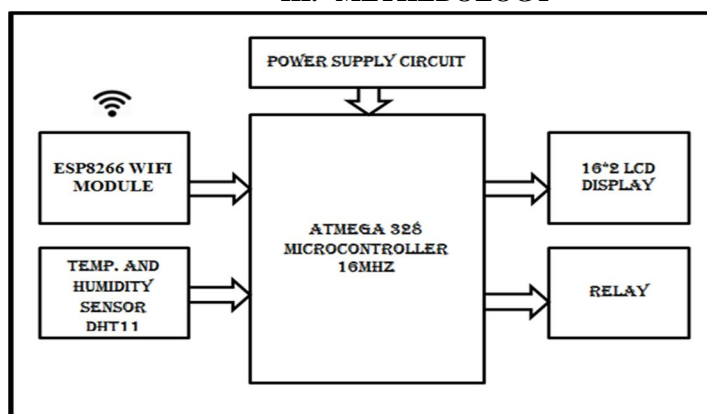 POWER SUPPLY CIRCUIT
ESP8266 WIFI
MODULE
16*2 LCD
DISPLAY
ATMEGA 328
MICROCONTROLLER
16MHZ
TEMP. AND
HUMIDITY
SENSOR
DHT11
RELAY